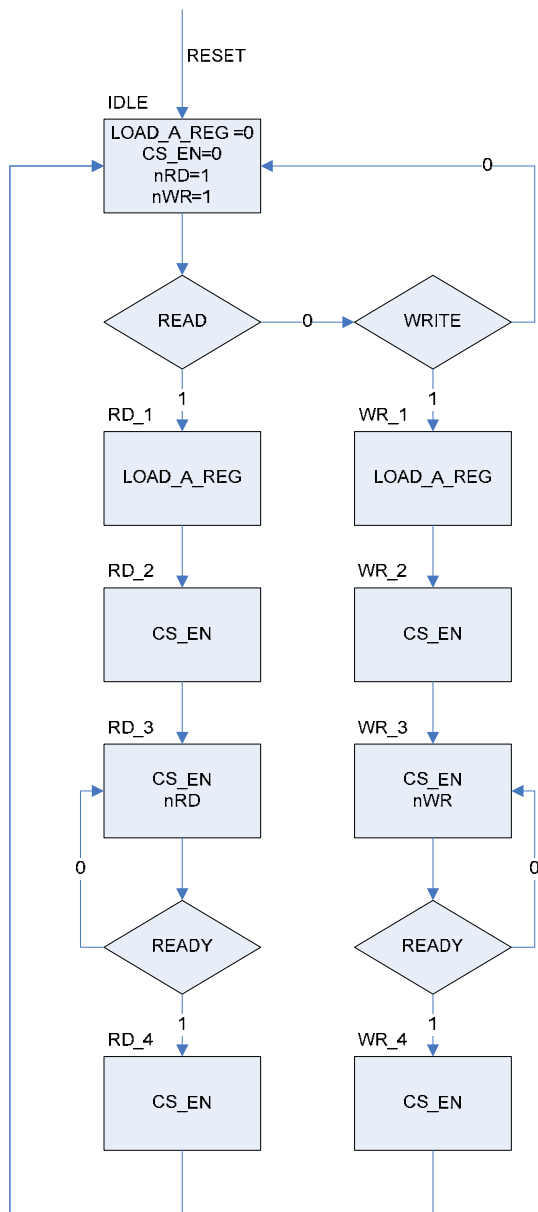 RESET
IDLE
LOAD_A_REG =0
CS_EN=0
nRD=1
nWR=1
0
READ
0
WRITE
1
1
RD_1
WR_1
LOAD_A_REG
LOAD_A_REG
RD_2
WR_2
CS_EN
CS_EN
RD_3
WR_3
CS_EN
nRD
CS_EN
nWR
0
0
READY
READY
1
1
RD_4
WR_4
CS_EN
CS_EN